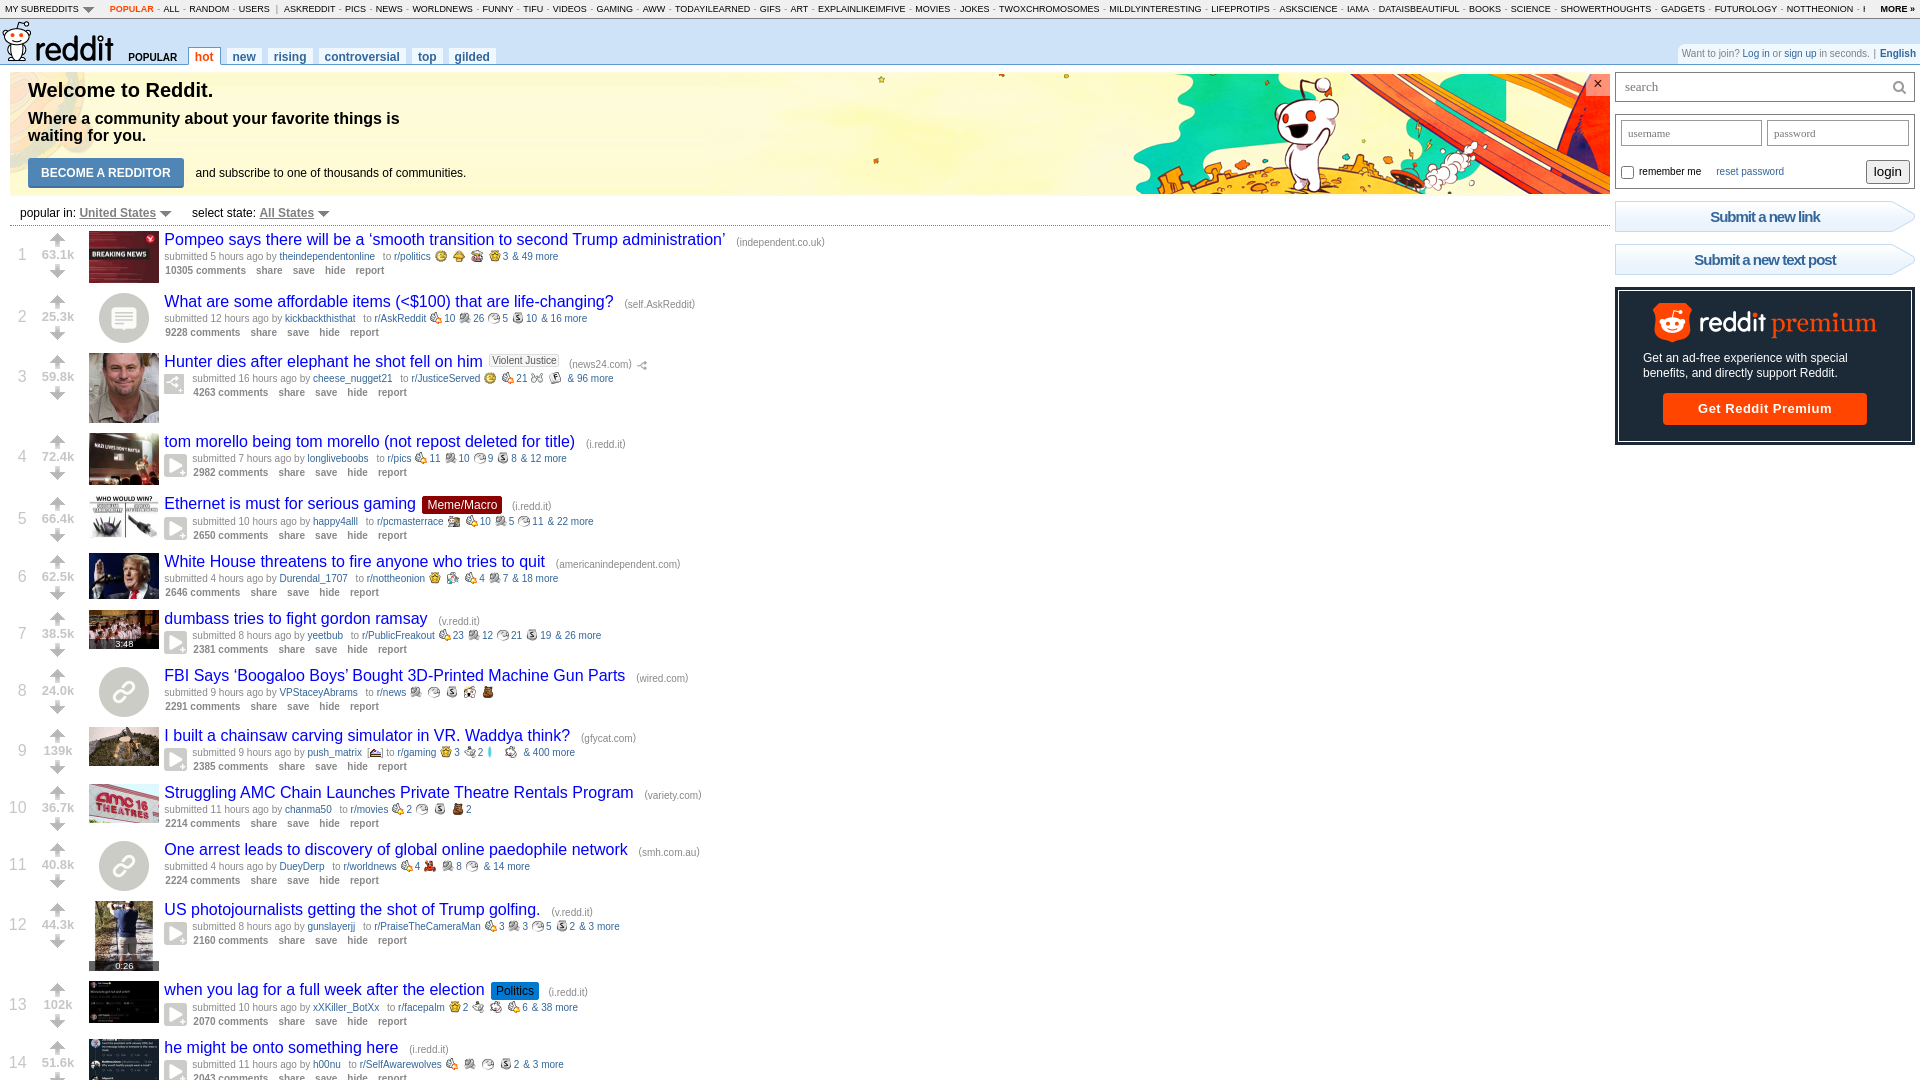 MY SUBREDDITS POPULAR - ALL - RANDOM - USERS | ASKREDDIT - PICS - NEWS - WORLDNEWS - FUNNY - TIFU - VIDEOS - GAMING - AWW - TODAYILEARNED - GIFS - ART - EXPLAINLIKEIMFIVE - MOVIES - JOKES - TWOXCHROMOSOMES - MILDLYINTERESTING - LIFEPROTIPS - ASKSCIENCE - IAMA - DATAISBEAUTIFUL - BOOKS - SCIENCE - SHOWERTHOUGHTS - GADGETS - FUTUROLOGY - NOTTHEONION - MORE »
reddit POPULAR hot new rising controversial top gilded
Want to join? Log in or sign up in seconds. | English
Welcome to Reddit.
Where a community about your favorite things is
waiting for you.
BECOME A REDDITOR and subscribe to one of thousands of communities.
×
search
username password
remember me reset password login
Submit a new link
Submit a new text post
reddit premium
Get an ad-free experience with special
benefits, and directly support Reddit.
Get Reddit Premium
popular in: United States select state: All States
1
63.1k
BREAKING NEWS
Pompeo says there will be a ‘smooth transition to second Trump administration’ (independent.co.uk)
submitted 5 hours ago by theindependentonline to r/politics 3 & 49 more
10305 comments share save hide report
2
25.3k
What are some affordable items (<$100) that are life-changing? (self.AskReddit)
submitted 12 hours ago by kickbackthisthat to r/AskReddit 10 26 5 10 & 16 more
9228 comments share save hide report
3
59.8k
Hunter dies after elephant he shot fell on him Violent Justice (news24.com)
submitted 16 hours ago by cheese_nugget21 to r/JusticeServed 21 & 96 more
4263 comments share save hide report
4
72.4k
NAZI LIVES DON'T MATTER
tom morello being tom morello (not repost deleted for title) (i.redd.it)
submitted 7 hours ago by longliveboobs to r/pics 11 10 9 8 & 12 more
2982 comments share save hide report
5
66.4k
WHO WOULD WIN?
Ethernet is must for serious gaming Meme/Macro (i.redd.it)
submitted 10 hours ago by happy4alll to r/pcmasterrace 10 5 11 & 22 more
2650 comments share save hide report
6
62.5k
White House threatens to fire anyone who tries to quit (americanindependent.com)
submitted 4 hours ago by Durendal_1707 to r/nottheonion 4 7 & 18 more
2646 comments share save hide report
7
38.5k
3:48
dumbass tries to fight gordon ramsay (v.redd.it)
submitted 8 hours ago by yeetbub to r/PublicFreakout 23 12 21 19 & 26 more
2381 comments share save hide report
8
24.0k
FBI Says ‘Boogaloo Boys’ Bought 3D-Printed Machine Gun Parts (wired.com)
submitted 9 hours ago by VPStaceyAbrams to r/news
2291 comments share save hide report
9
139k
I built a chainsaw carving simulator in VR. Waddya think? (gfycat.com)
submitted 9 hours ago by push_matrix [ ] to r/gaming 3 2 & 400 more
2385 comments share save hide report
10
36.7k
amc 16
THEATRES
Struggling AMC Chain Launches Private Theatre Rentals Program (variety.com)
submitted 11 hours ago by chanma50 to r/movies 2 2
2214 comments share save hide report
11
40.8k
One arrest leads to discovery of global online paedophile network (smh.com.au)
submitted 4 hours ago by DueyDerp to r/worldnews 4 8 & 14 more
2224 comments share save hide report
12
44.3k
0:26
US photojournalists getting the shot of Trump golfing. (v.redd.it)
submitted 8 hours ago by gunslayerjj to r/PraiseTheCameraMan 3 3 5 2 & 3 more
2160 comments share save hide report
13
102k
when you lag for a full week after the election Politics (i.redd.it)
submitted 10 hours ago by xXKiller_BotXx to r/facepalm 2 6 & 38 more
2070 comments share save hide report
14
51.6k
he might be onto something here (i.redd.it)
submitted 11 hours ago by h00nu to r/SelfAwarewolves 2 & 3 more
2043 comments share save hide report